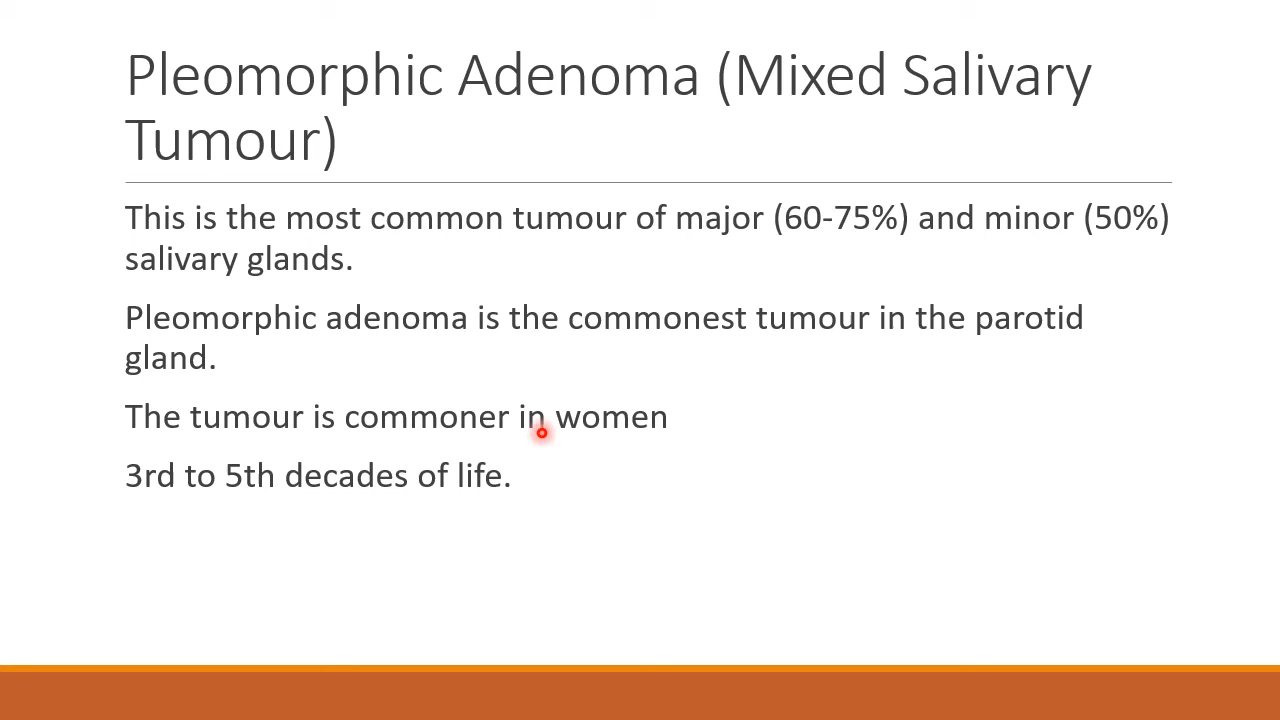 Pleomorphic Adenoma (Mixed Salivary
Tumour)
This is the most common tumour of major (60-75%) and minor (50%)
salivary glands.
Pleomorphic adenoma is the commonest tumour in the parotid
gland.
The tumour is commoner in women
3rd to 5th decades of life.